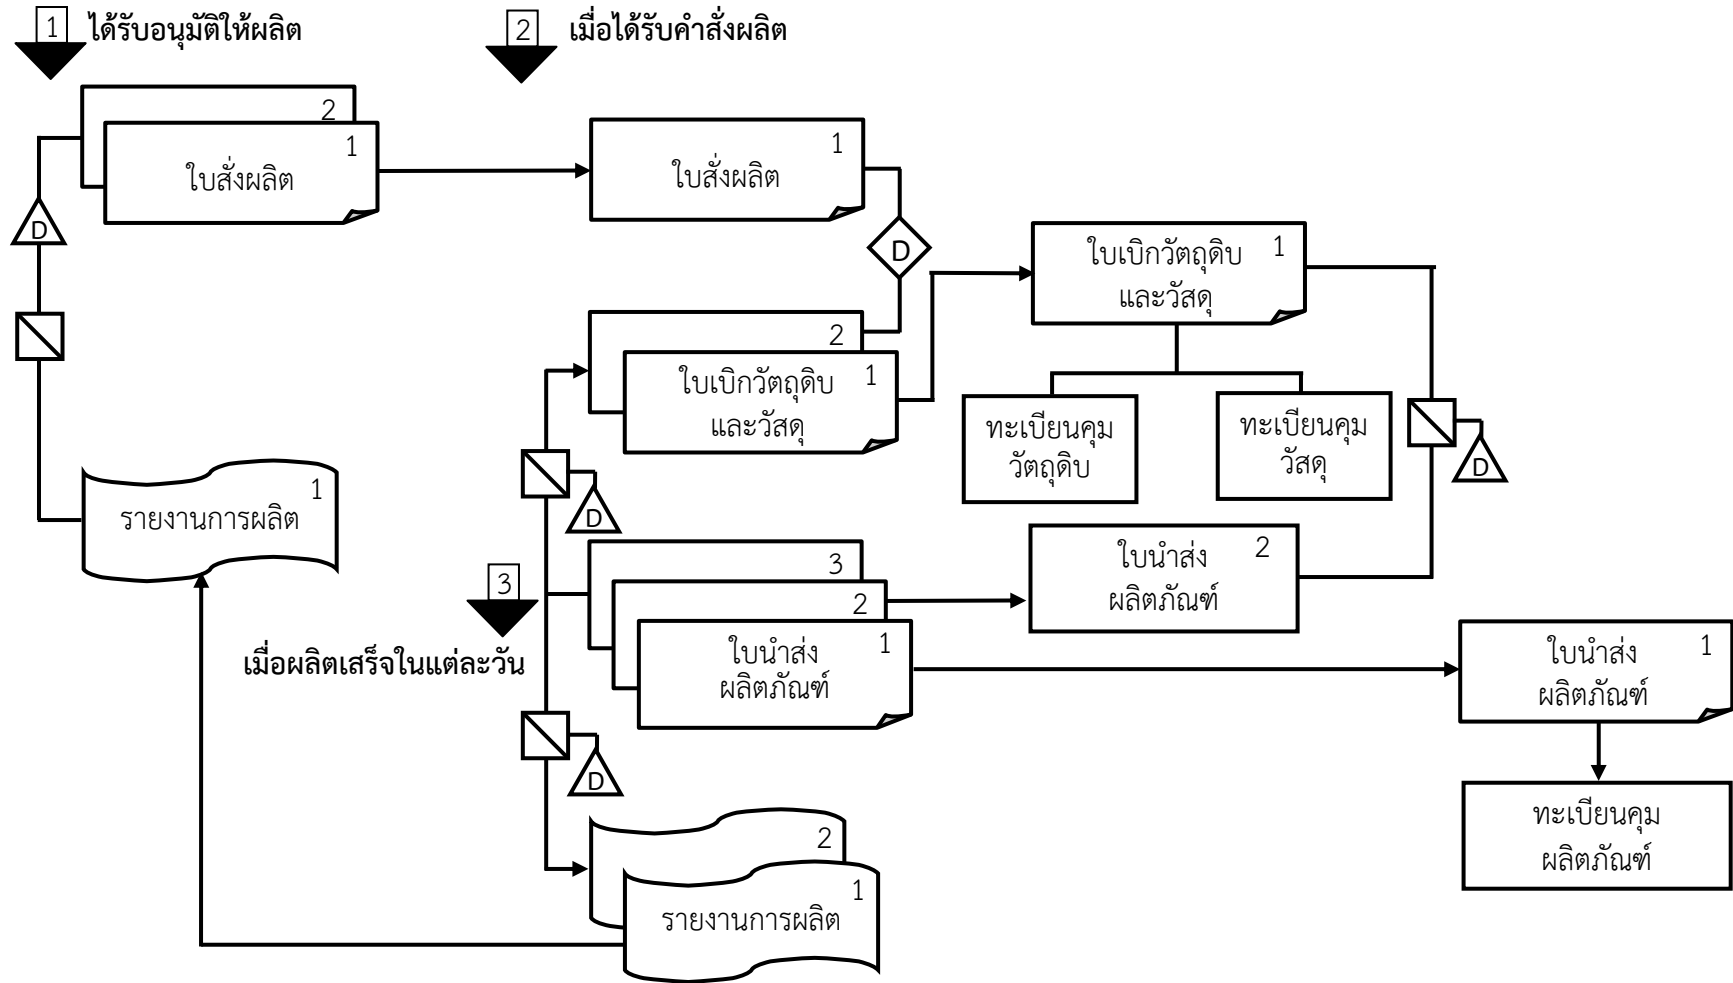 1
ได้รับอนุมัติให้ผลิต
2
เมื่อได้รับคำสั่งผลิต
2
1
ใบสั่งผลิต
1
ใบสั่งผลิต
D
D
1
ใบเบิกวัตถุดิบ
และวัสดุ
2
1
ใบเบิกวัตถุดิบ
และวัสดุ
ทะเบียนคุม
วัตถุดิบ
ทะเบียนคุม
วัสดุ
D
1
รายงานการผลิต
D
3
เมื่อผลิตเสร็จในแต่ละวัน
3
2
1
ใบนำส่ง
ผลิตภัณฑ์
2
ใบนำส่ง
ผลิตภัณฑ์
1
ใบนำส่ง
ผลิตภัณฑ์
D
ทะเบียนคุม
ผลิตภัณฑ์
2
1
รายงานการผลิต